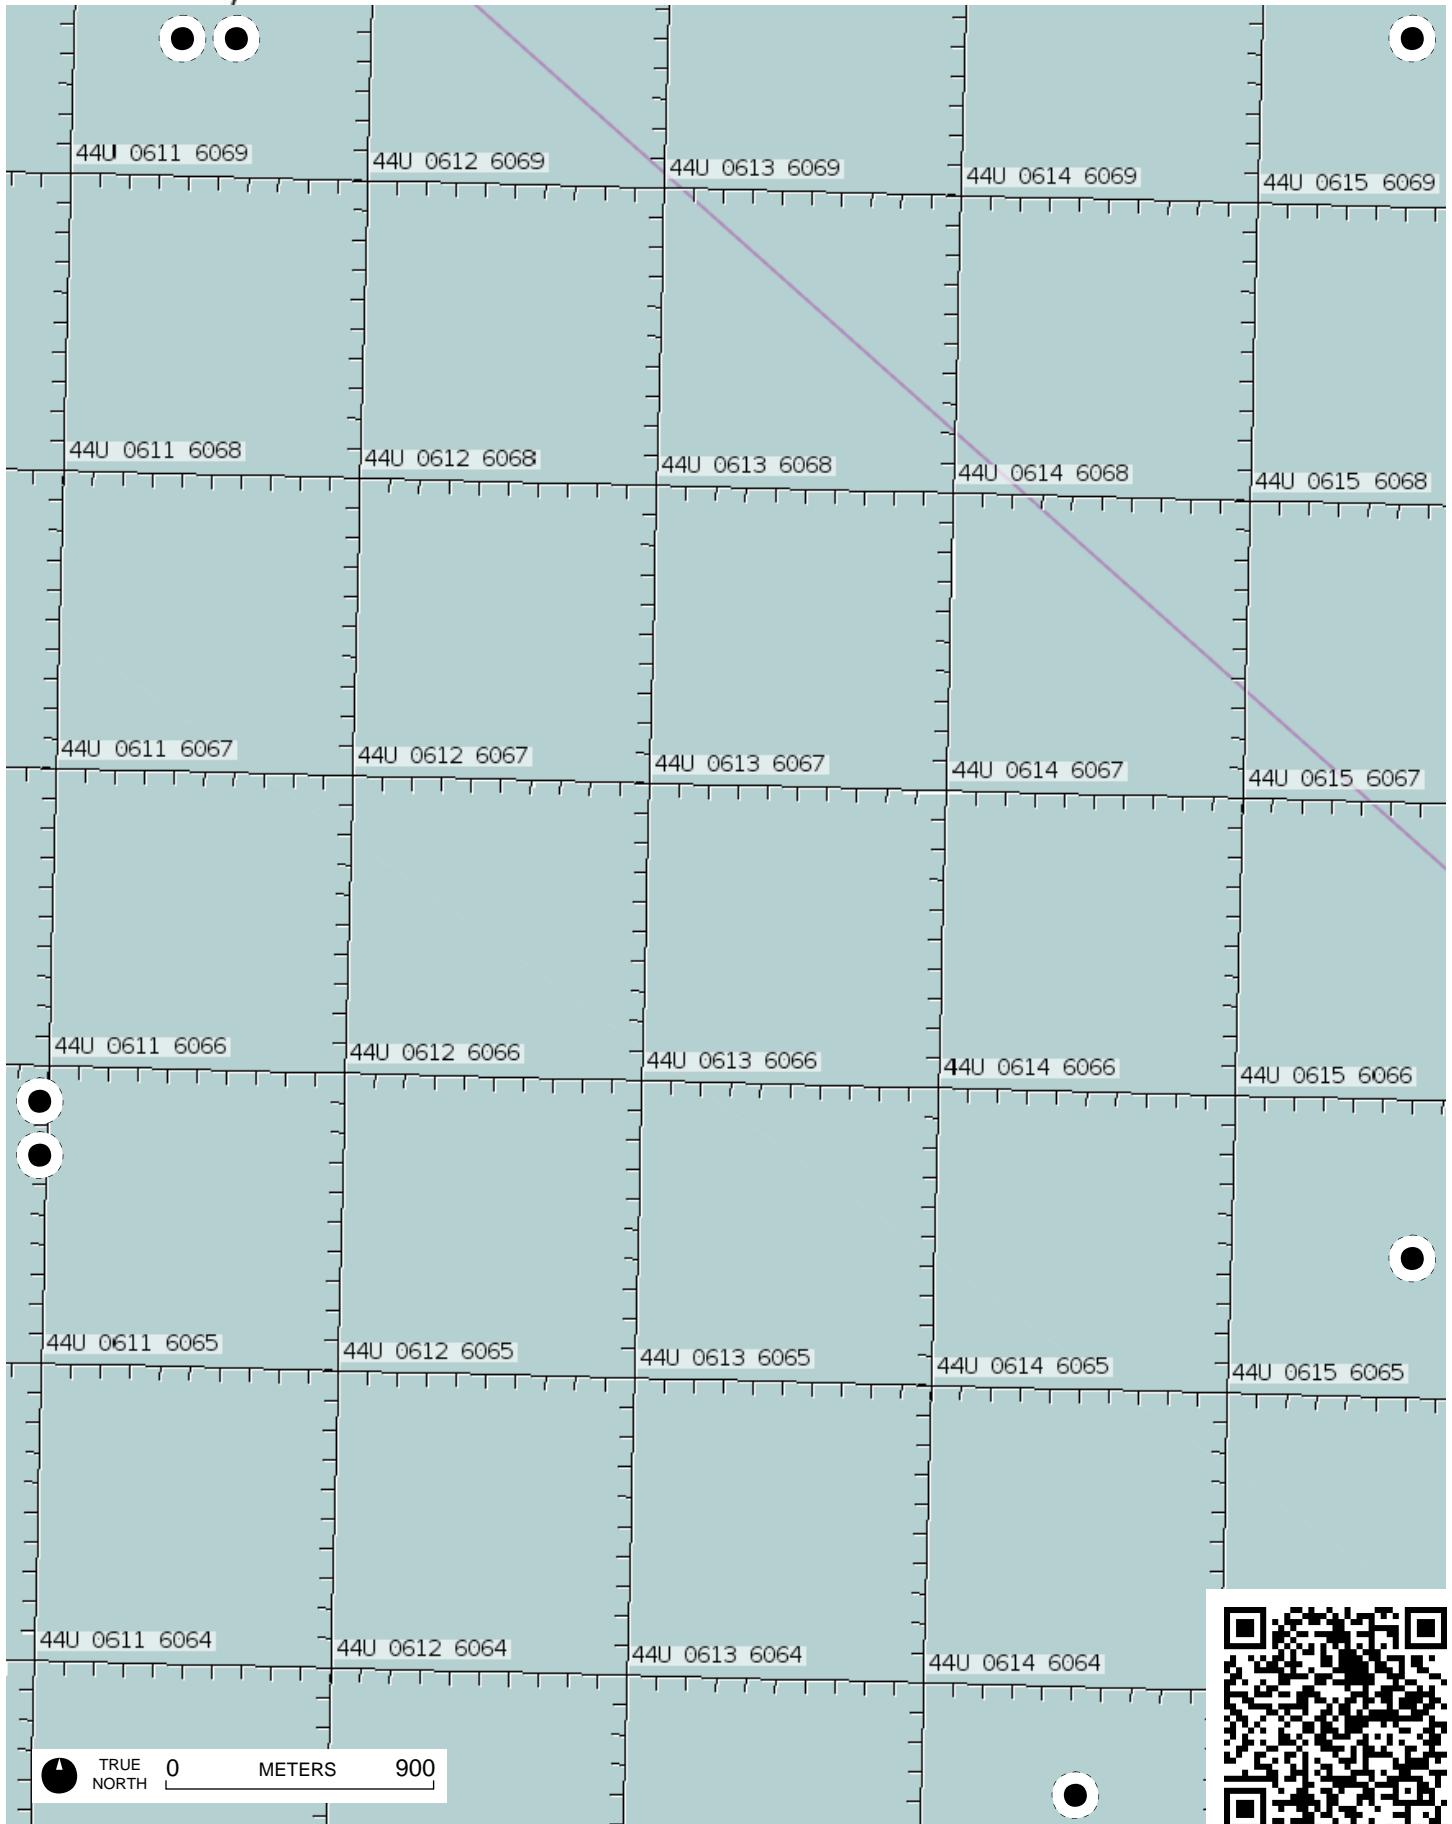 44U 0611 6069
44U 0612 6069
44U 0613 6069
44U 0614 6069
44U 0615 6069
44U 0611 6068
44U 0612 6068
44U 0613 6068
44U 0614 6068
44U 0615 6068
44U 0611 6067
44U 0612 6067
44U 0613 6067
44U 0614 6067
44U 0615 6067
44U 0611 6066
44U 0612 6066
44U 0613 6066
44U 0614 6066
44U 0615 6066
44U 0611 6065
44U 0612 6065
44U 0613 6065
44U 0614 6065
44U 0615 6065
44U 0611 6064
44U 0612 6064
44U 0613 6064
44U 0614 6064
TRUE NORTH
0 METERS 900